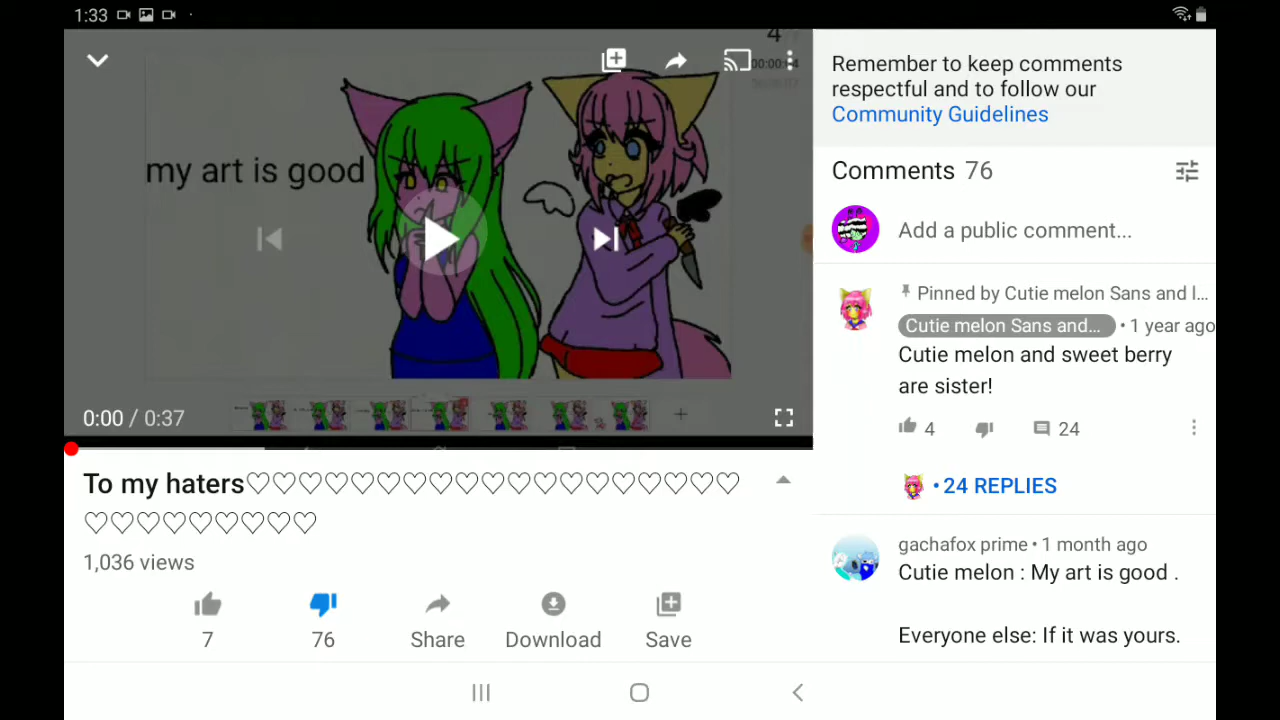 1:33
4
my art is good
0:00 / 0:37
To my haters♡♡♡♡♡♡♡♡♡♡♡♡♡♡♡♡♡♡♡
♡♡♡♡♡♡♡♡♡
1,036 views
7
76
Share
Download
Save
Remember to keep comments
respectful and to follow our
Community Guidelines
Comments 76
Add a public comment...
Pinned by Cutie melon Sans and I...
Cutie melon Sans and... • 1 year ago
Cutie melon and sweet berry
are sister!
4
24
• 24 REPLIES
gachafox prime • 1 month ago
Cutie melon : My art is good .
Everyone else: If it was yours.